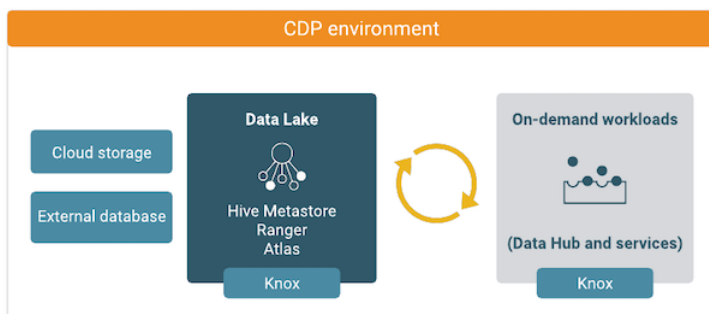 CDP environment
Cloud storage
External database
Data Lake
Hive Metastore
Ranger
Atlas
Knox
On-demand workloads
(Data Hub and services)
Knox